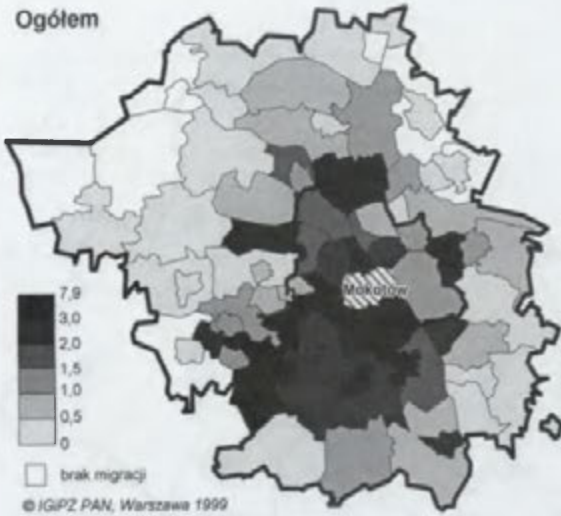 Ogółem
Mokotów
7,9
3,0
2,0
1,5
1,0
0,5
0
brak migracji
© IGiPZ PAN, Warszawa 1999